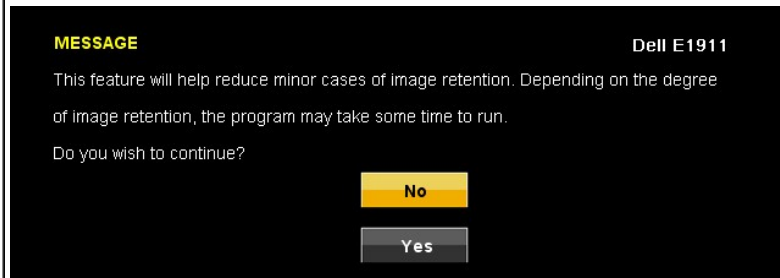 MESSAGE Dell E1911
This feature will help reduce minor cases of image retention. Depending on the degree
of image retention, the program may take some time to run.
Do you wish to continue?
No
Yes